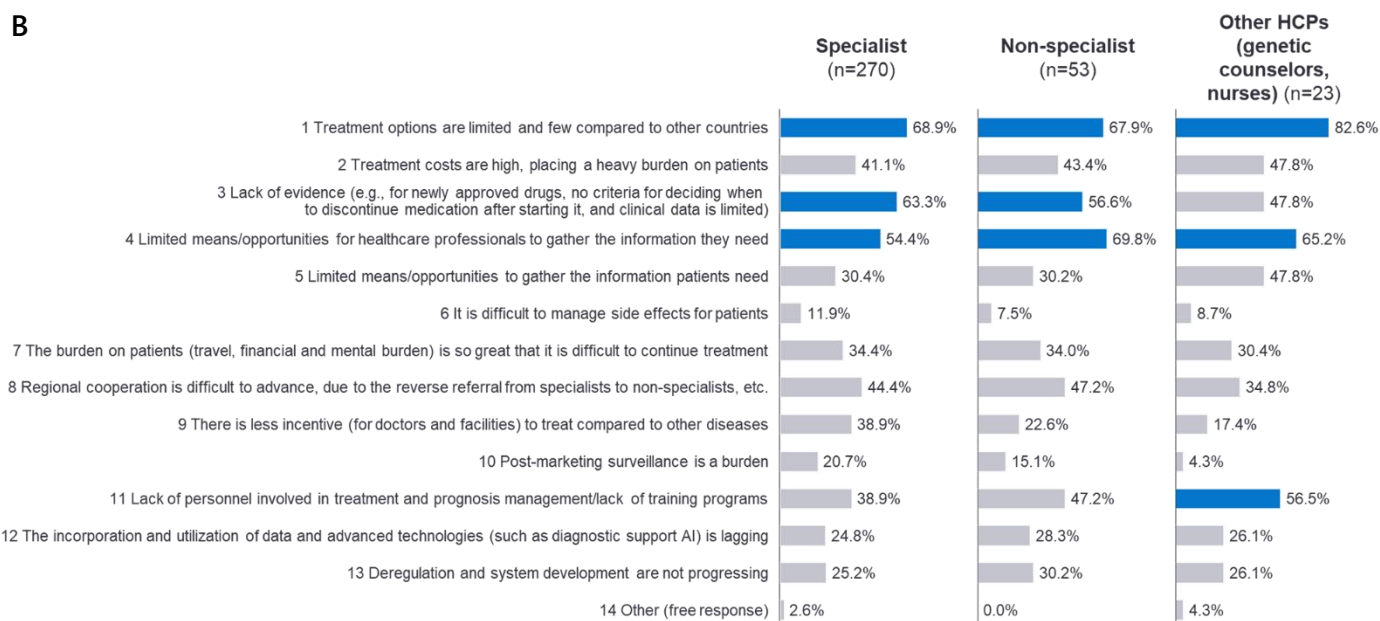 B
Specialist
(n=270)
Non-specialist
(n=53)
Other HCPs
(genetic
counselors,
nurses) (n=23)
1 Treatment options are limited and few compared to other countries 68.9% 67.9% 82.6%
2 Treatment costs are high, placing a heavy burden on patients 41.1% 43.4% 47.8%
3 Lack of evidence (e.g., for newly approved drugs, no criteria for deciding when
to discontinue medication after starting it, and clinical data is limited) 63.3% 56.6% 47.8%
4 Limited means/opportunities for healthcare professionals to gather the information they need 54.4% 69.8% 65.2%
5 Limited means/opportunities to gather the information patients need 30.4% 30.2% 47.8%
6 It is difficult to manage side effects for patients 11.9% 7.5% 8.7%
7 The burden on patients (travel, financial and mental burden) is so great that it is difficult to continue treatment 34.4% 34.0% 30.4%
8 Regional cooperation is difficult to advance, due to the reverse referral from specialists to non-specialists, etc. 44.4% 47.2% 34.8%
9 There is less incentive (for doctors and facilities) to treat compared to other diseases 38.9% 22.6% 17.4%
10 Post-marketing surveillance is a burden 20.7% 15.1% 4.3%
11 Lack of personnel involved in treatment and prognosis management/lack of training programs 38.9% 47.2% 56.5%
12 The incorporation and utilization of data and advanced technologies (such as diagnostic support AI) is lagging 24.8% 28.3% 26.1%
13 Deregulation and system development are not progressing 25.2% 30.2% 26.1%
14 Other (free response) 2.6% 0.0% 4.3%